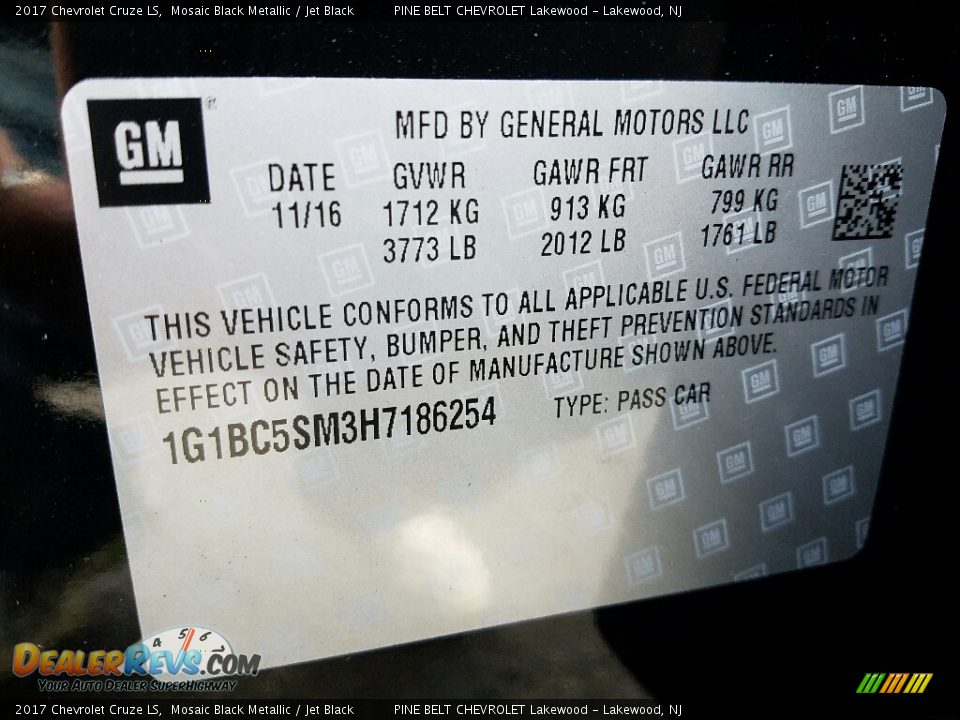 2017 Chevrolet Cruze LS, Mosaic Black Metallic / Jet Black PINE BELT CHEVROLET Lakewood - Lakewood, NJ
GM®
MFD BY GENERAL MOTORS LLC
DATE GVWR GAWR FRT GAWR RR
11/16 1712 KG 913 KG 799 KG
3773 LB 2012 LB 1761 LB
THIS VEHICLE CONFORMS TO ALL APPLICABLE U.S. FEDERAL MOTOR
VEHICLE SAFETY, BUMPER, AND THEFT PREVENTION STANDARDS IN
EFFECT ON THE DATE OF MANUFACTURE SHOWN ABOVE.
1G1BC5SM3H7186254 TYPE: PASS CAR
4 5 6 7
DEALERREVS.COM
YOUR AUTO DEALER SUPERHIGHWAY
2017 Chevrolet Cruze LS, Mosaic Black Metallic / Jet Black PINE BELT CHEVROLET Lakewood - Lakewood, NJ